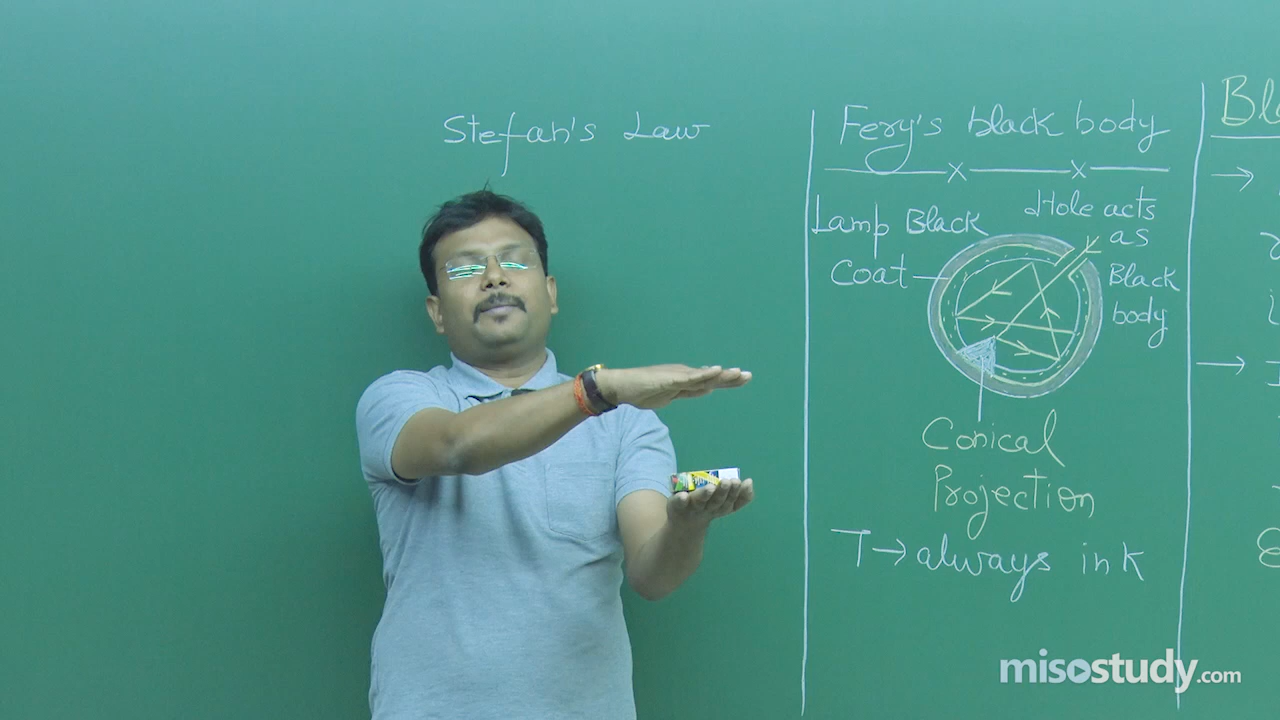 Stefan's Law
Fery's black body
Lamp Black
Coat
Hole acts
as
Black
body
Conical
Projection
T → always in K
misostudy.com